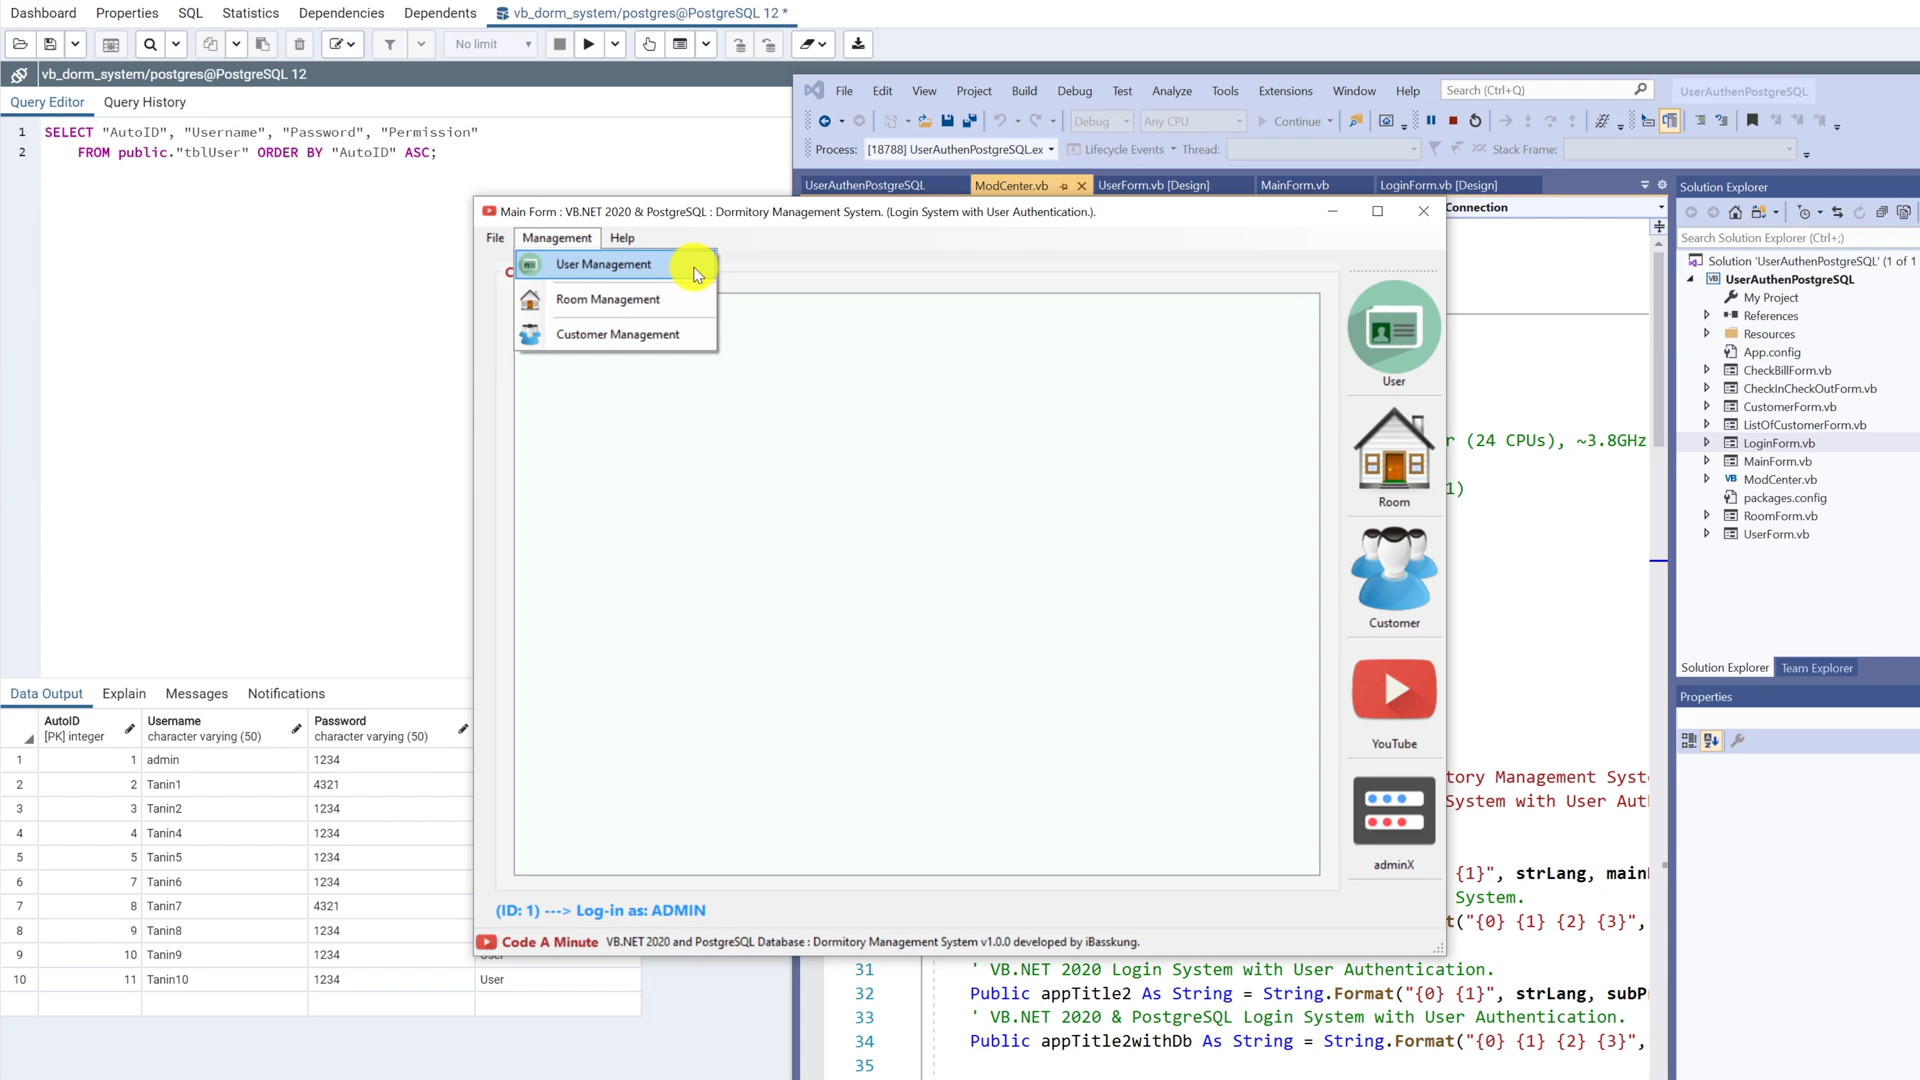 Dashboard Properties SQL Statistics Dependencies Dependents vb_dorm_system/postgres@PostgreSQL 12 *
No limit
vb_dorm_system/postgres@PostgreSQL 12
Query Editor Query History
1 SELECT "AutoID", "Username", "Password", "Permission"
2 FROM public."tblUser" ORDER BY "AutoID" ASC;
Data Output Explain Messages Notifications
AutoID Username Password
[PK] integer character varying (50) character varying (50)
1 1 admin 1234
2 2 Tanin1 4321
3 3 Tanin2 1234
4 4 Tanin4 1234
5 5 Tanin5 1234
6 7 Tanin6 1234
7 8 Tanin7 4321
8 9 Tanin8 1234
9 10 Tanin9 1234 User
10 11 Tanin10 1234 User
File Edit View Project Build Debug Test Analyze Tools Extensions Window Help Search (Ctrl+Q) UserAuthenPostgreSQL
Debug Any CPU Continue
Process: [18788] UserAuthenPostgreSQL.ex Lifecycle Events Thread: Stack Frame:
UserAuthenPostgreSQL ModCenter.vb UserForm.vb [Design] MainForm.vb LoginForm.vb [Design]
Connection
Main Form : VB.NET 2020 & PostgreSQL : Dormitory Management System. (Login System with User Authentication.).
File Management Help
User Management
Room Management
Customer Management
User
Room
Customer
YouTube
adminX
(ID: 1) ---> Log-in as: ADMIN
Code A Minute VB.NET 2020 and PostgreSQL Database : Dormitory Management System v1.0.0 developed by iBasskung.
r (24 CPUs), ~3.8GHz
1)
tory Management Syst
System with User Aut
{1}", strLang, main
System.
t("{0} {1} {2} {3}",
31 ' VB.NET 2020 Login System with User Authentication.
32 Public appTitle2 As String = String.Format("{0} {1}", strLang, subP
33 ' VB.NET 2020 & PostgreSQL Login System with User Authentication.
34 Public appTitle2withDb As String = String.Format("{0} {1} {2} {3}",
35
Solution Explorer
Search Solution Explorer (Ctrl+;)
Solution 'UserAuthenPostgreSQL' (1 of 1
UserAuthenPostgreSQL
My Project
References
Resources
App.config
CheckBillForm.vb
CheckInCheckOutForm.vb
CustomerForm.vb
ListOfCustomerForm.vb
LoginForm.vb
MainForm.vb
ModCenter.vb
packages.config
RoomForm.vb
UserForm.vb
Solution Explorer Team Explorer
Properties